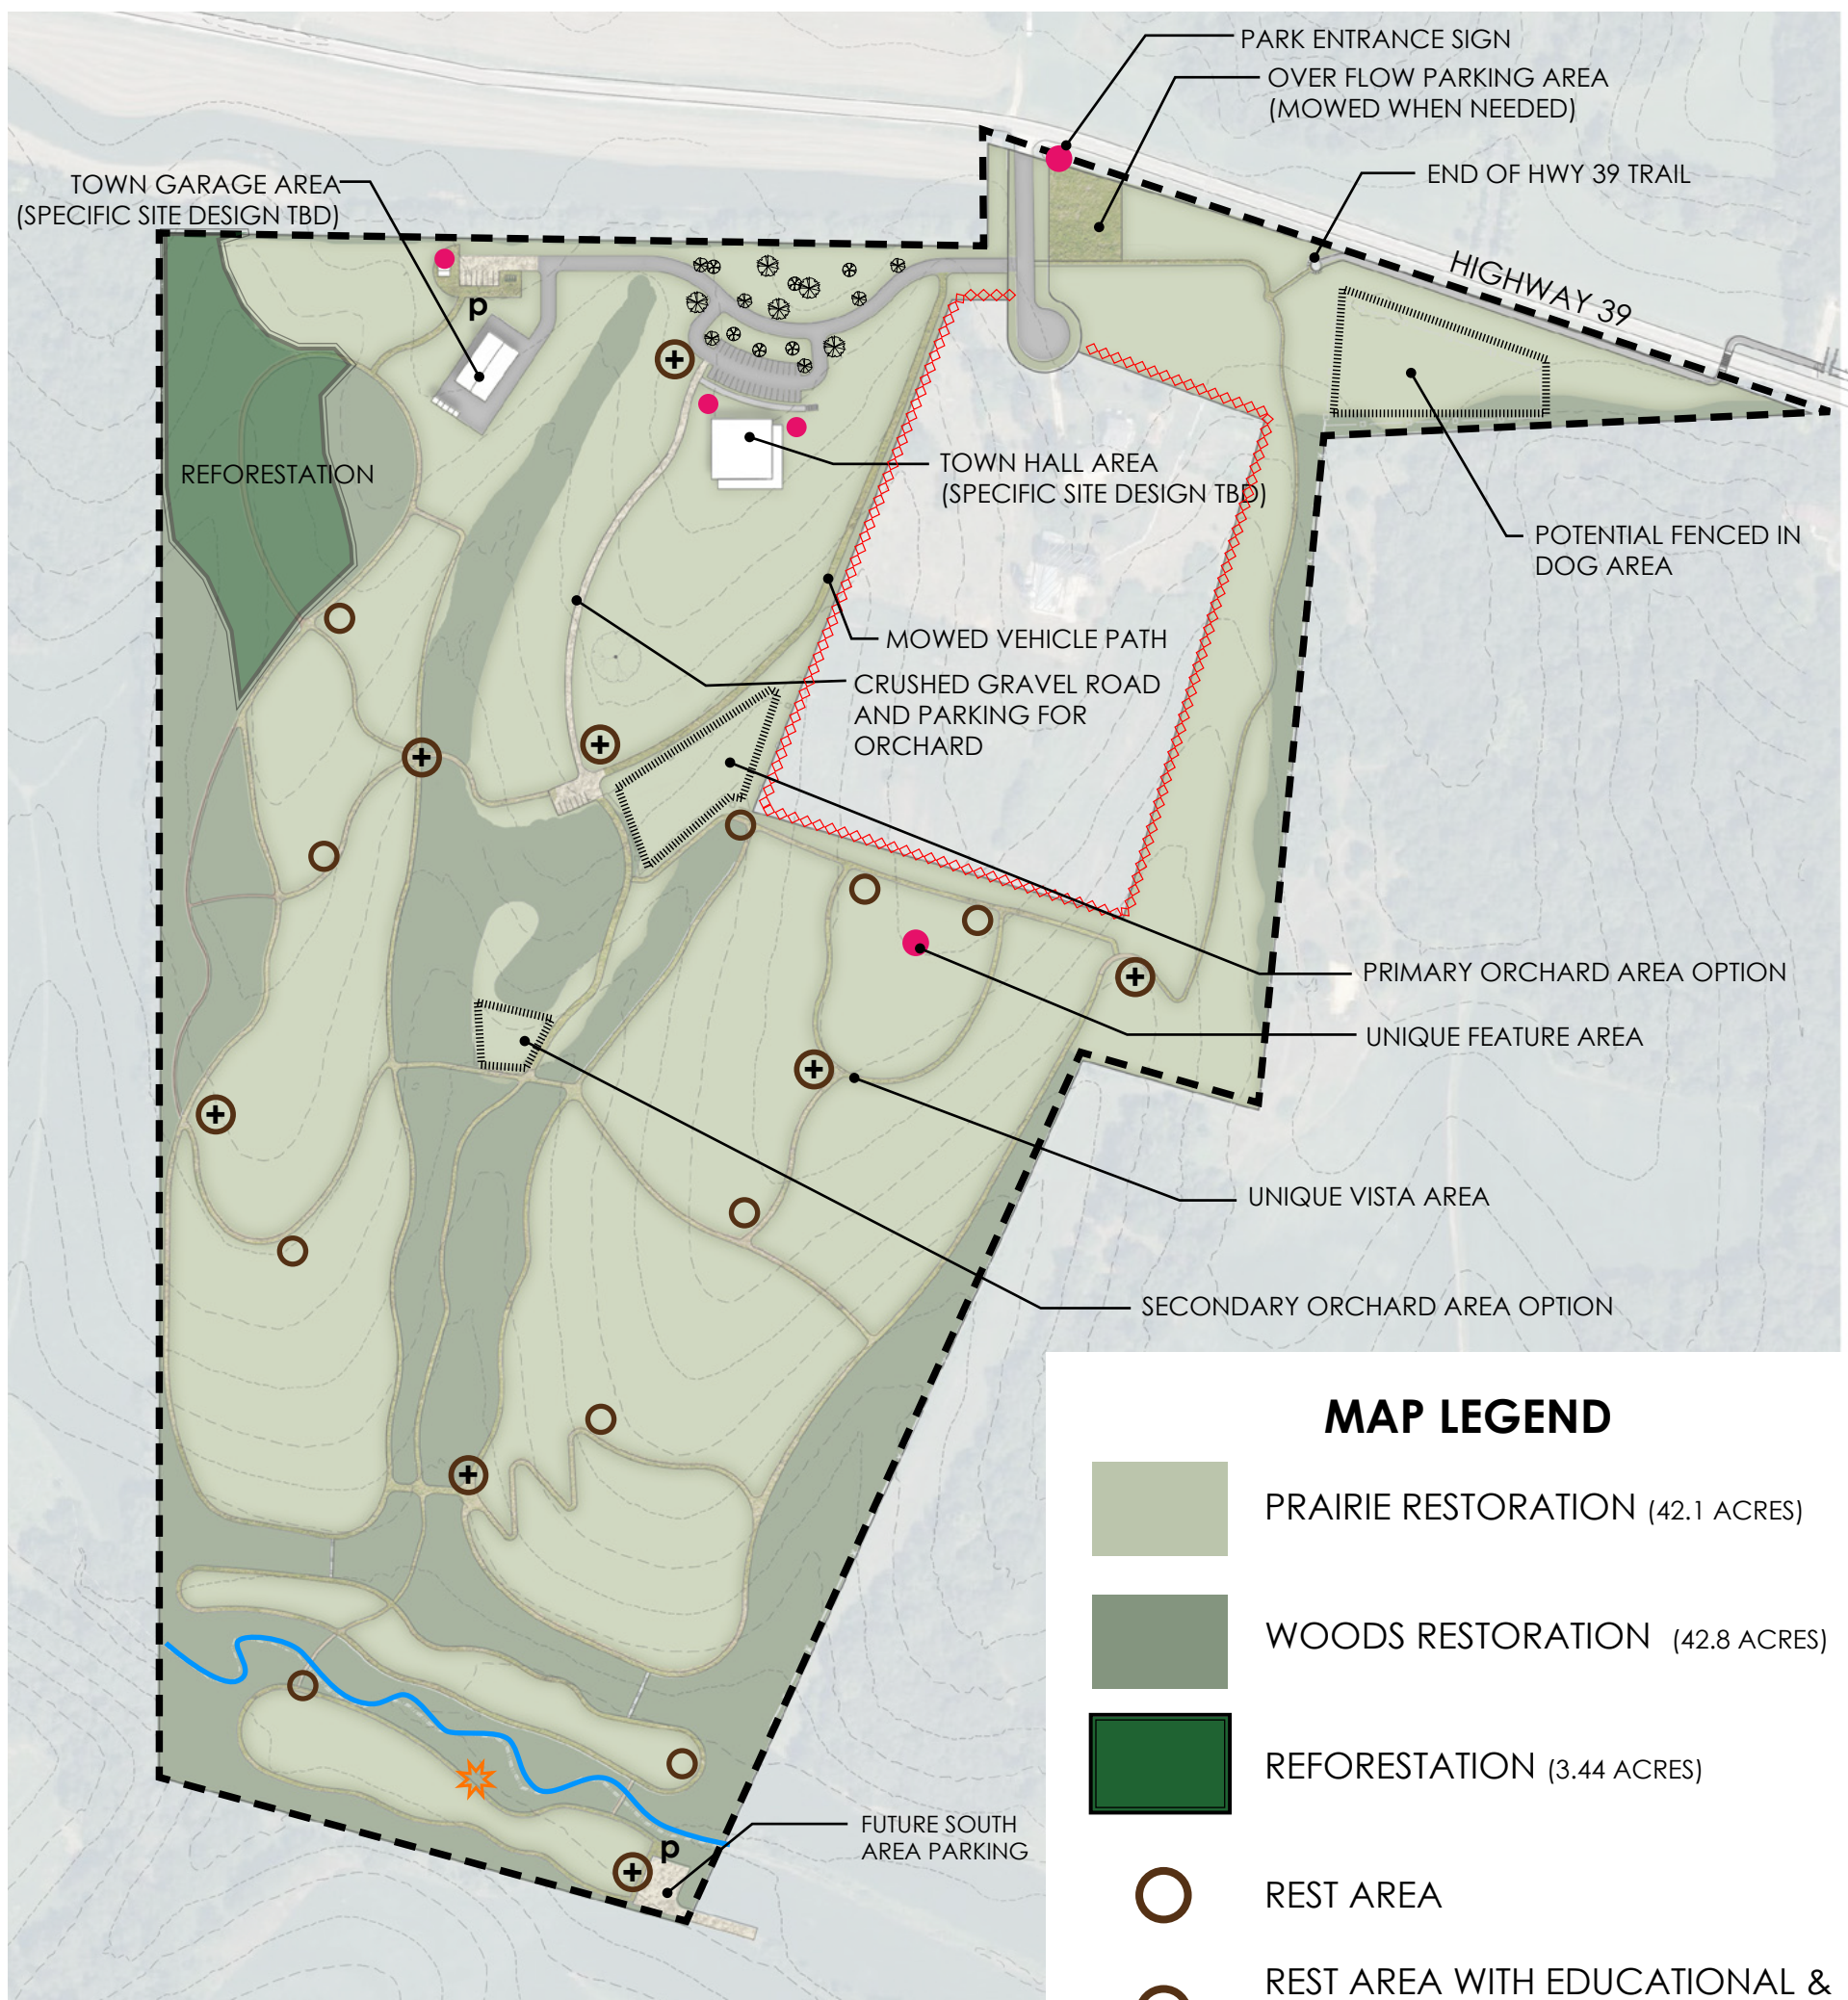 PARK ENTRANCE SIGN
OVER FLOW PARKING AREA
(MOWED WHEN NEEDED)
END OF HWY 39 TRAIL
TOWN GARAGE AREA
(SPECIFIC SITE DESIGN TBD)
HIGHWAY 39
p
REFORESTATION
TOWN HALL AREA
(SPECIFIC SITE DESIGN TBD)
POTENTIAL FENCED IN
DOG AREA
MOWED VEHICLE PATH
CRUSHED GRAVEL ROAD
AND PARKING FOR
ORCHARD
PRIMARY ORCHARD AREA OPTION
UNIQUE FEATURE AREA
UNIQUE VISTA AREA
SECONDARY ORCHARD AREA OPTION
FUTURE SOUTH
AREA PARKING
p
MAP LEGEND
PRAIRIE RESTORATION (42.1 ACRES)
WOODS RESTORATION (42.8 ACRES)
REFORESTATION (3.44 ACRES)
REST AREA
REST AREA WITH EDUCATIONAL &